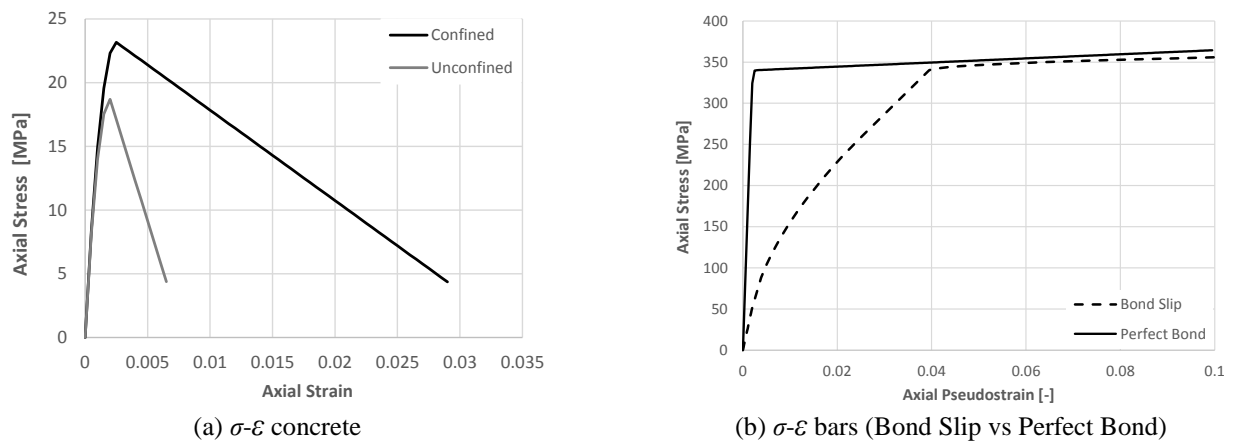 25
20
15
10
5
0
0 0.005 0.01 0.015 0.02 0.025 0.03 0.035
Axial Stress [MPa]
Axial Strain
Confined
Unconfined
(a) σ-ε concrete
400
350
300
250
200
150
100
50
0
0 0.02 0.04 0.06 0.08 0.1
Axial Stress [MPa]
Axial Pseudostrain [-]
Bond Slip
Perfect Bond
(b) σ-ε bars (Bond Slip vs Perfect Bond)